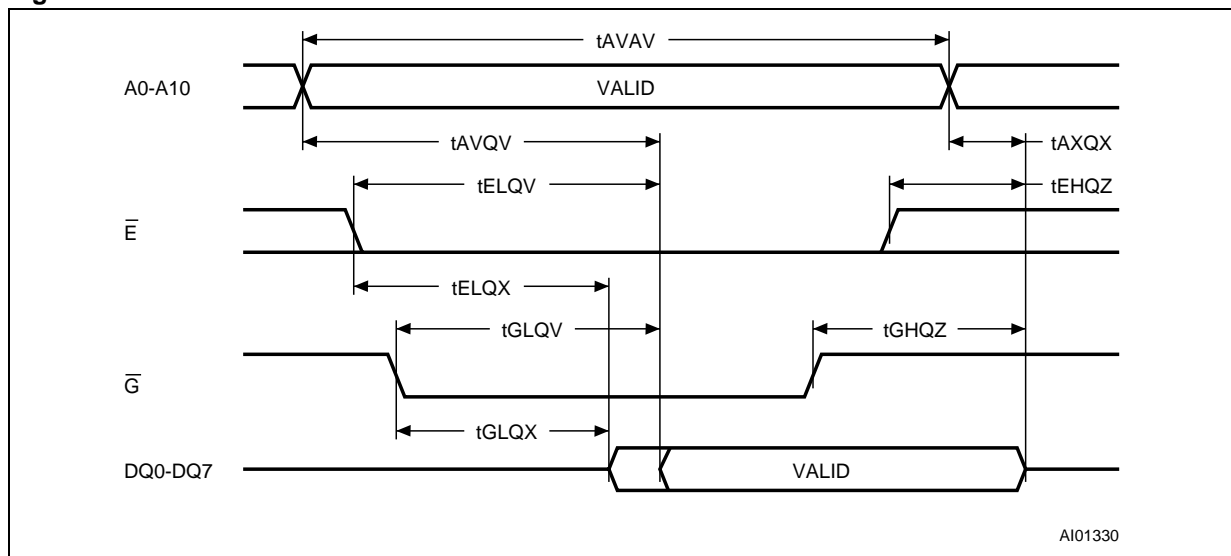 tAVAV
A0-A10
VALID
tAVQV
tAXQX
tELQV
tEHQZ
E̅
tELQX
tGLQV
tGHQZ
G̅
tGLQX
DQ0-DQ7
VALID
AI01330